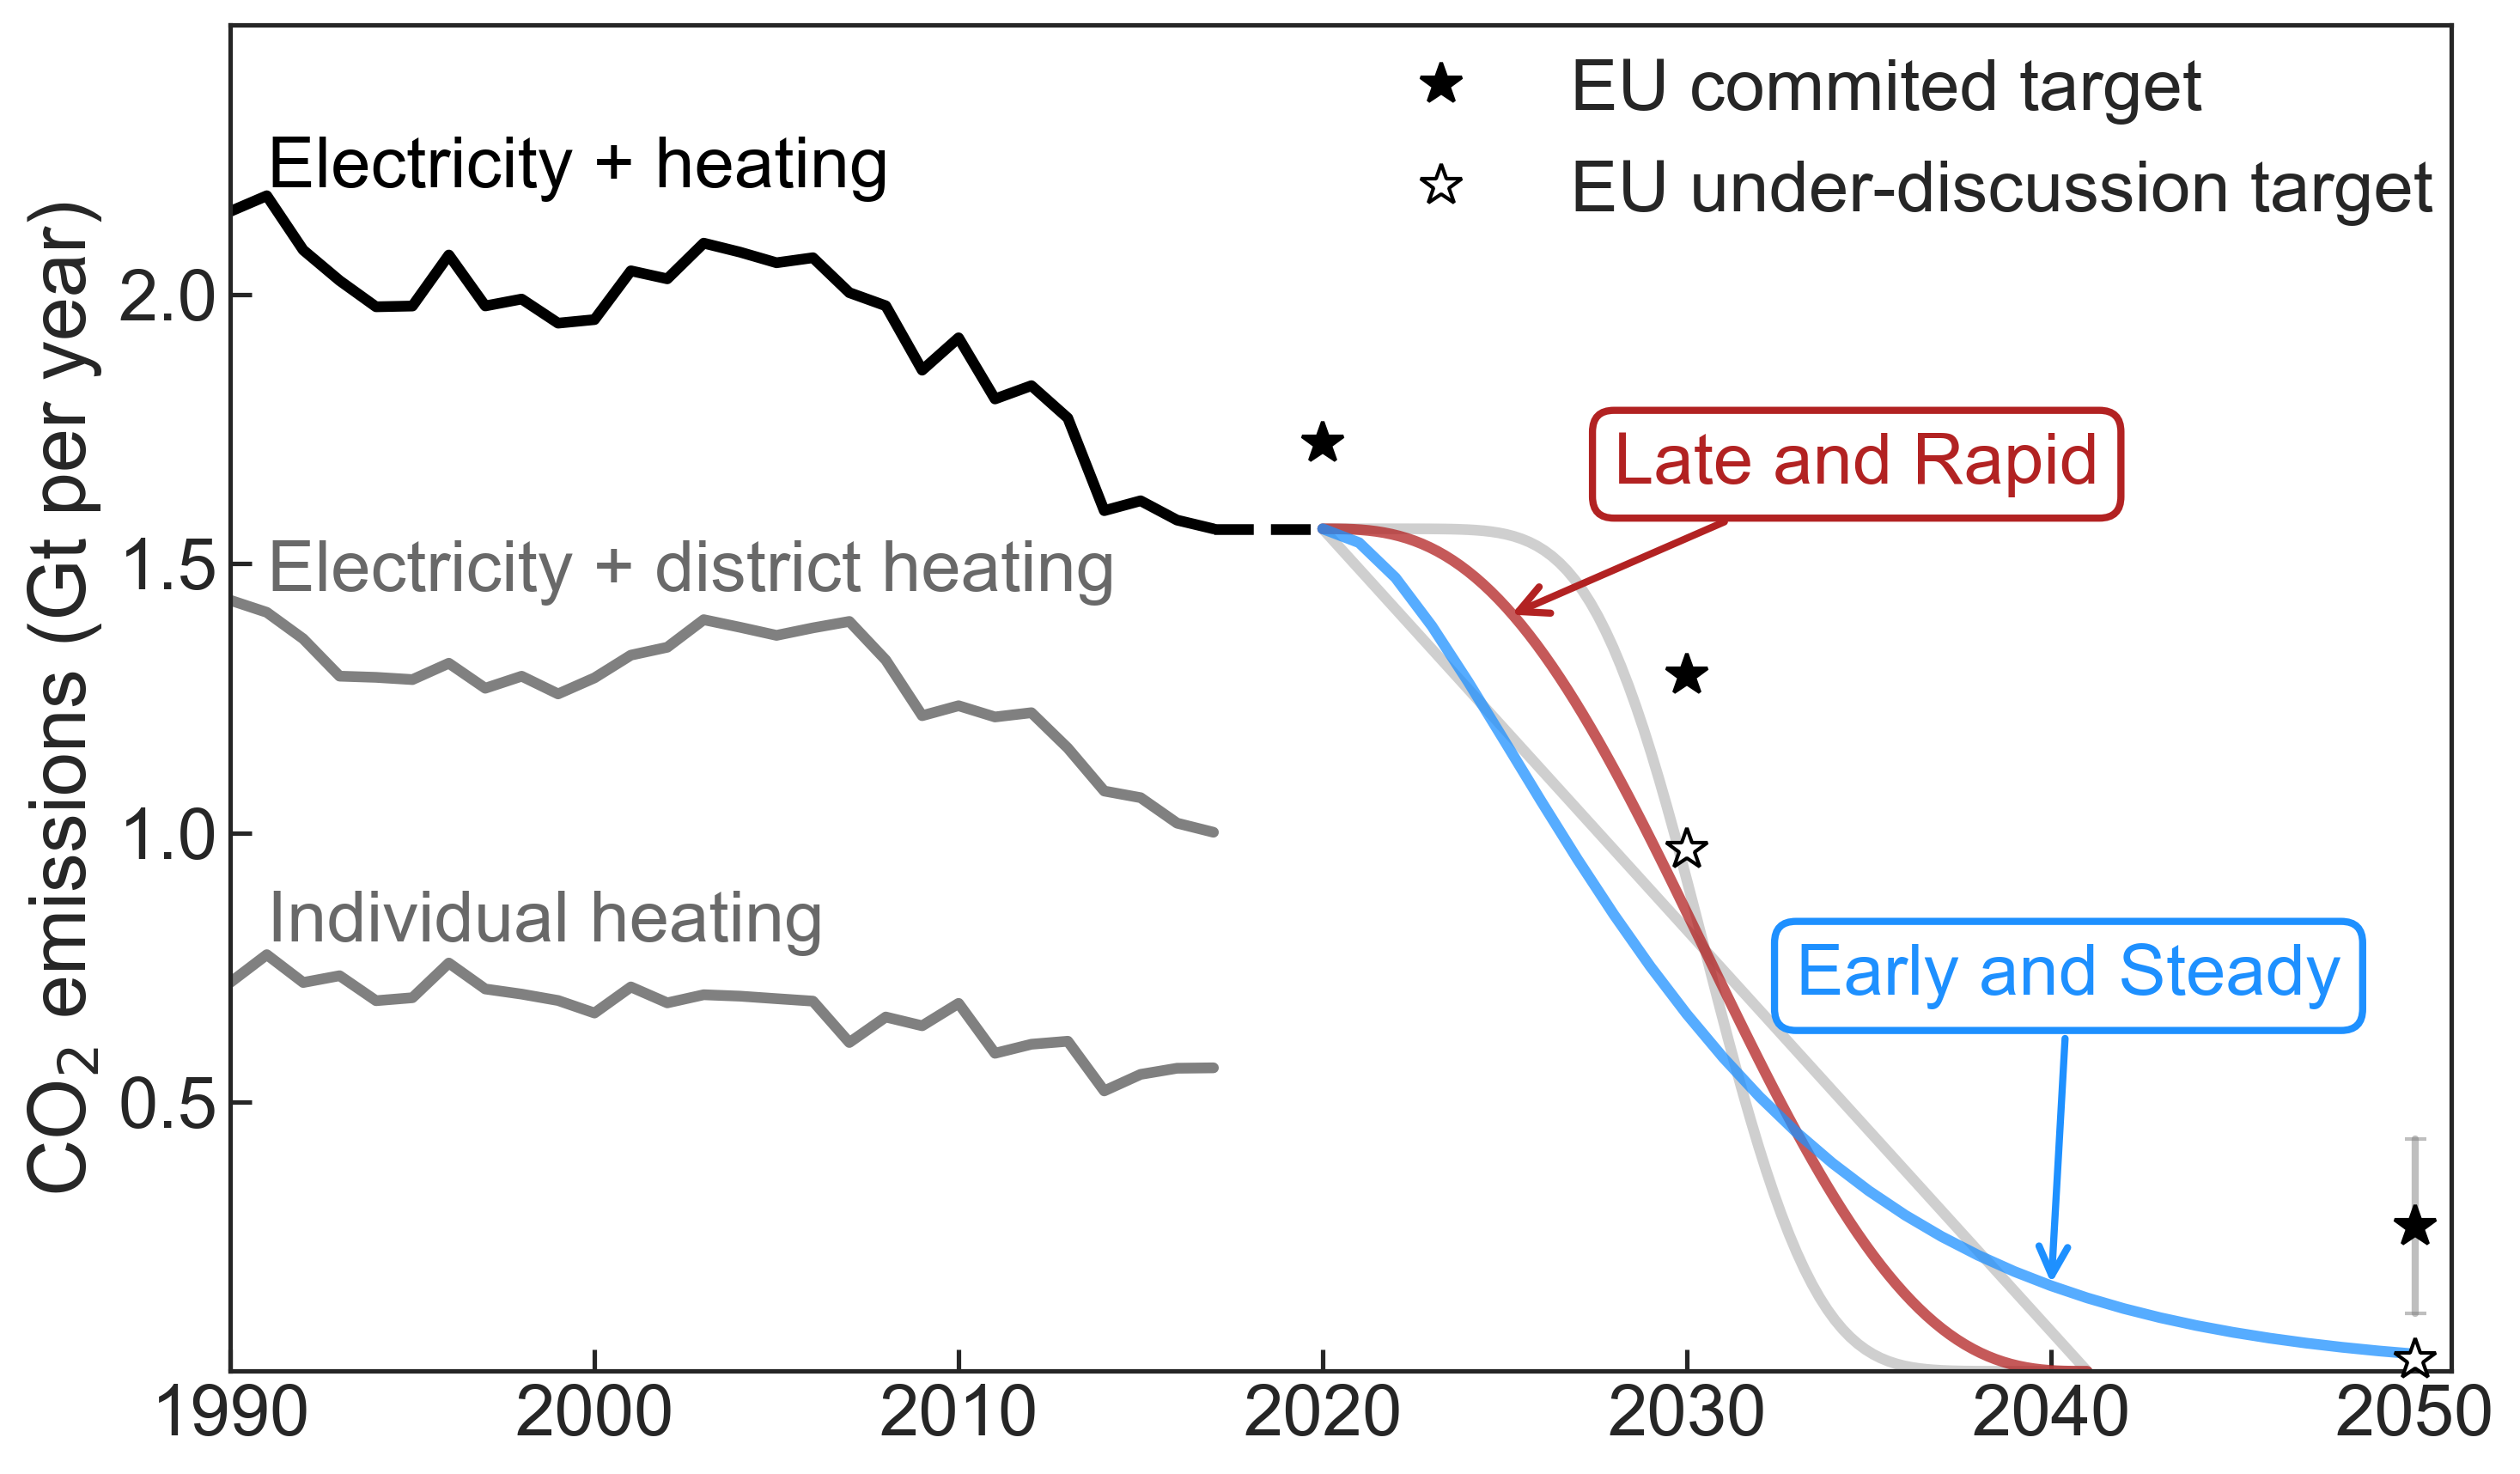 EU commited target
EU under-discussion target
Electricity + heating
Late and Rapid
Electricity + district heating
Individual heating
Early and Steady
CO₂ emissions (Gt per year)
2.0
1.5
1.0
0.5
1990 2000 2010 2020 2030 2040 2050